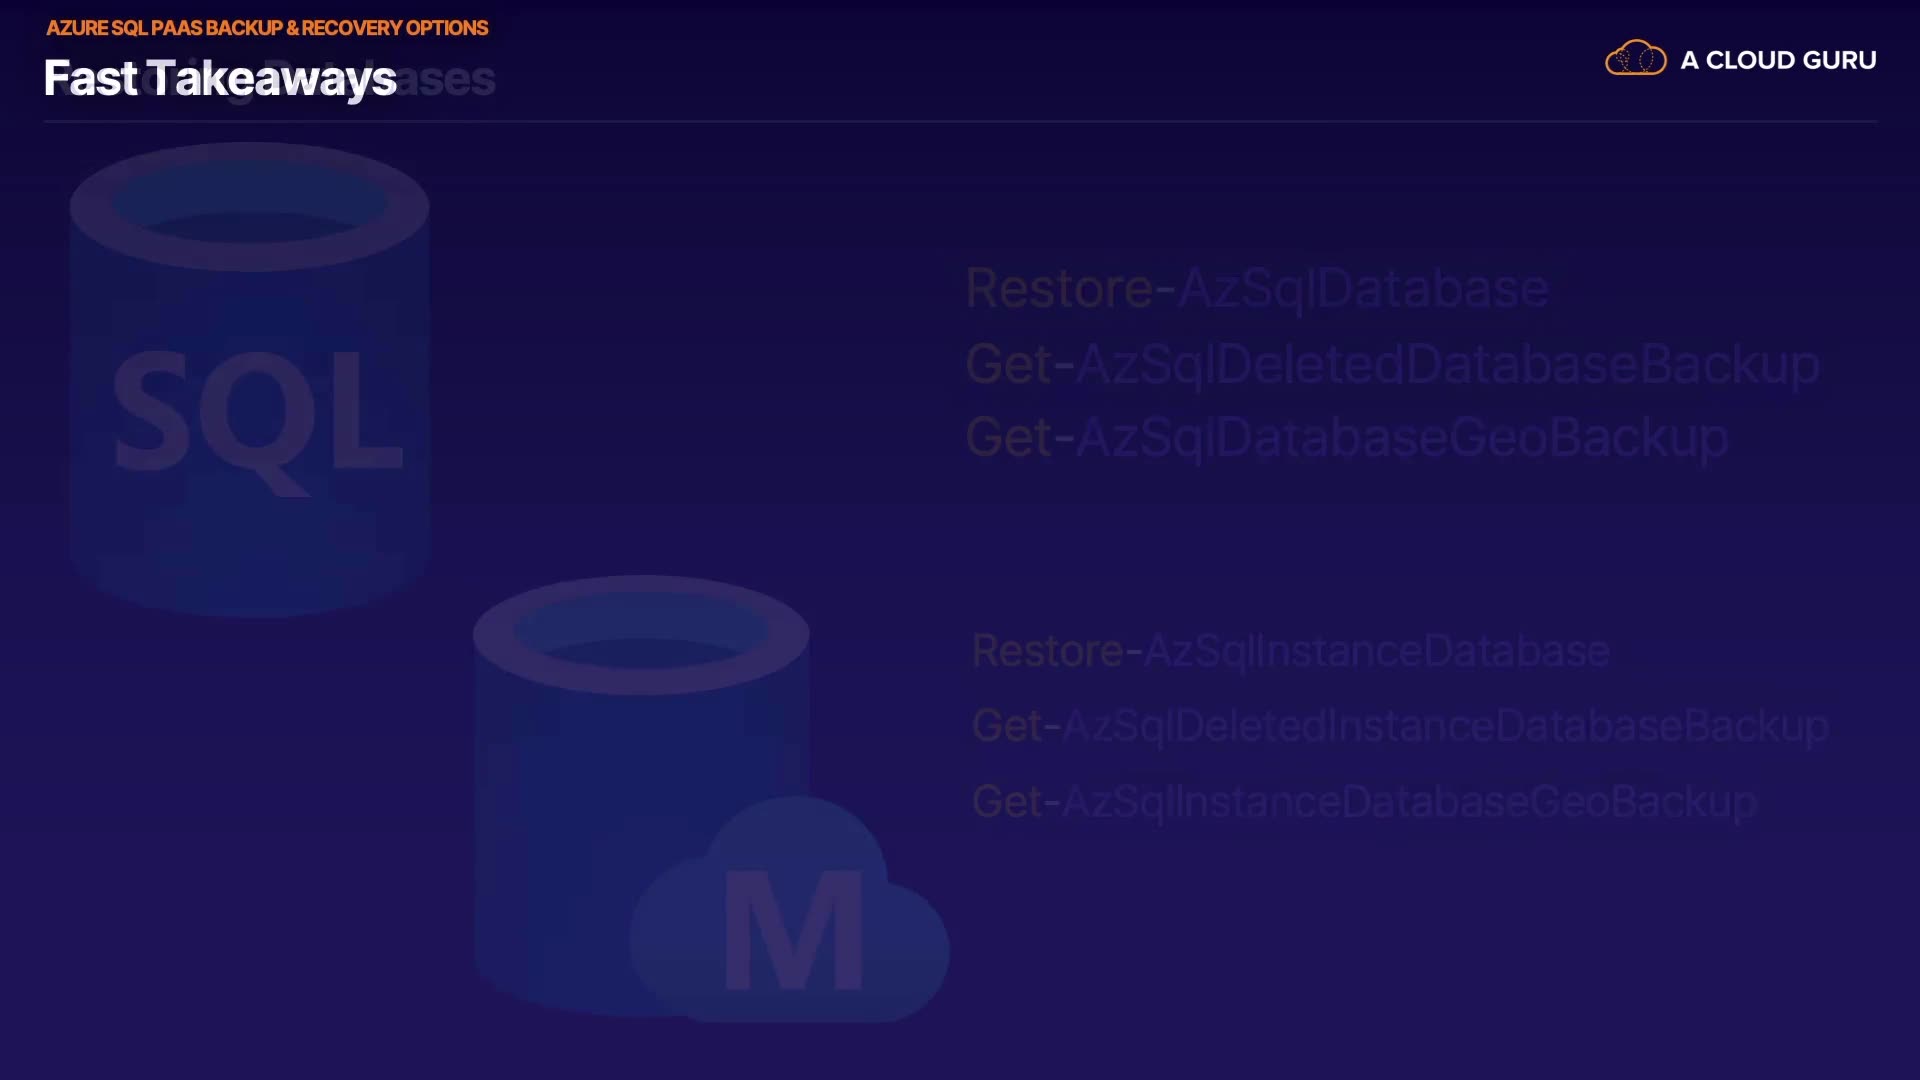 AZURE SQL PAAS BACKUP & RECOVERY OPTIONS
Fast Takeaways
A CLOUD GURU
SQL
Restore-AzSqlDatabase
Get-AzSqlDeletedDatabaseBackup
Get-AzSqlDatabaseGeoBackup
M
Restore-AzSqlInstanceDatabase
Get-AzSqlDeletedInstanceDatabaseBackup
Get-AzSqlInstanceDatabaseGeoBackup